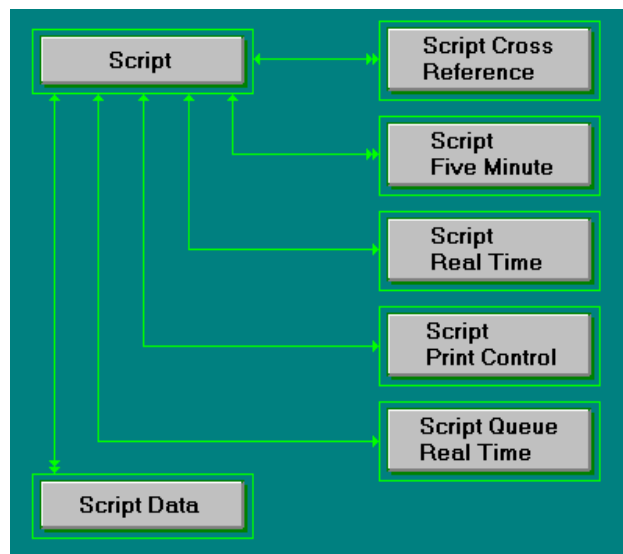 Script
Script Cross
Reference
Script
Five Minute
Script
Real Time
Script
Print Control
Script Queue
Real Time
Script Data